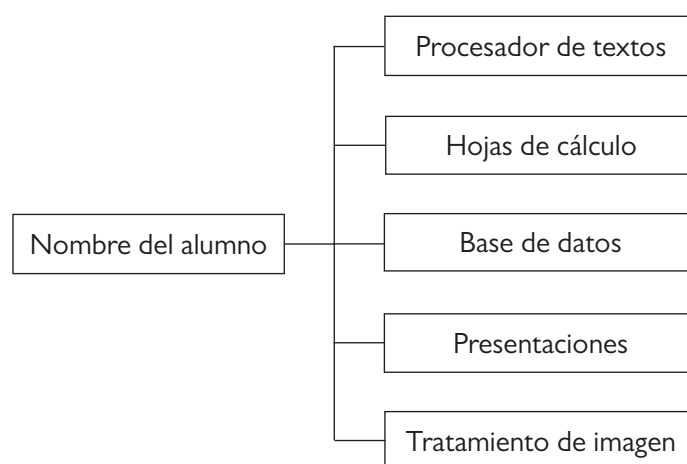 Procesador de textos
Hojas de cálculo
Nombre del alumno
Base de datos
Presentaciones
Tratamiento de imagen